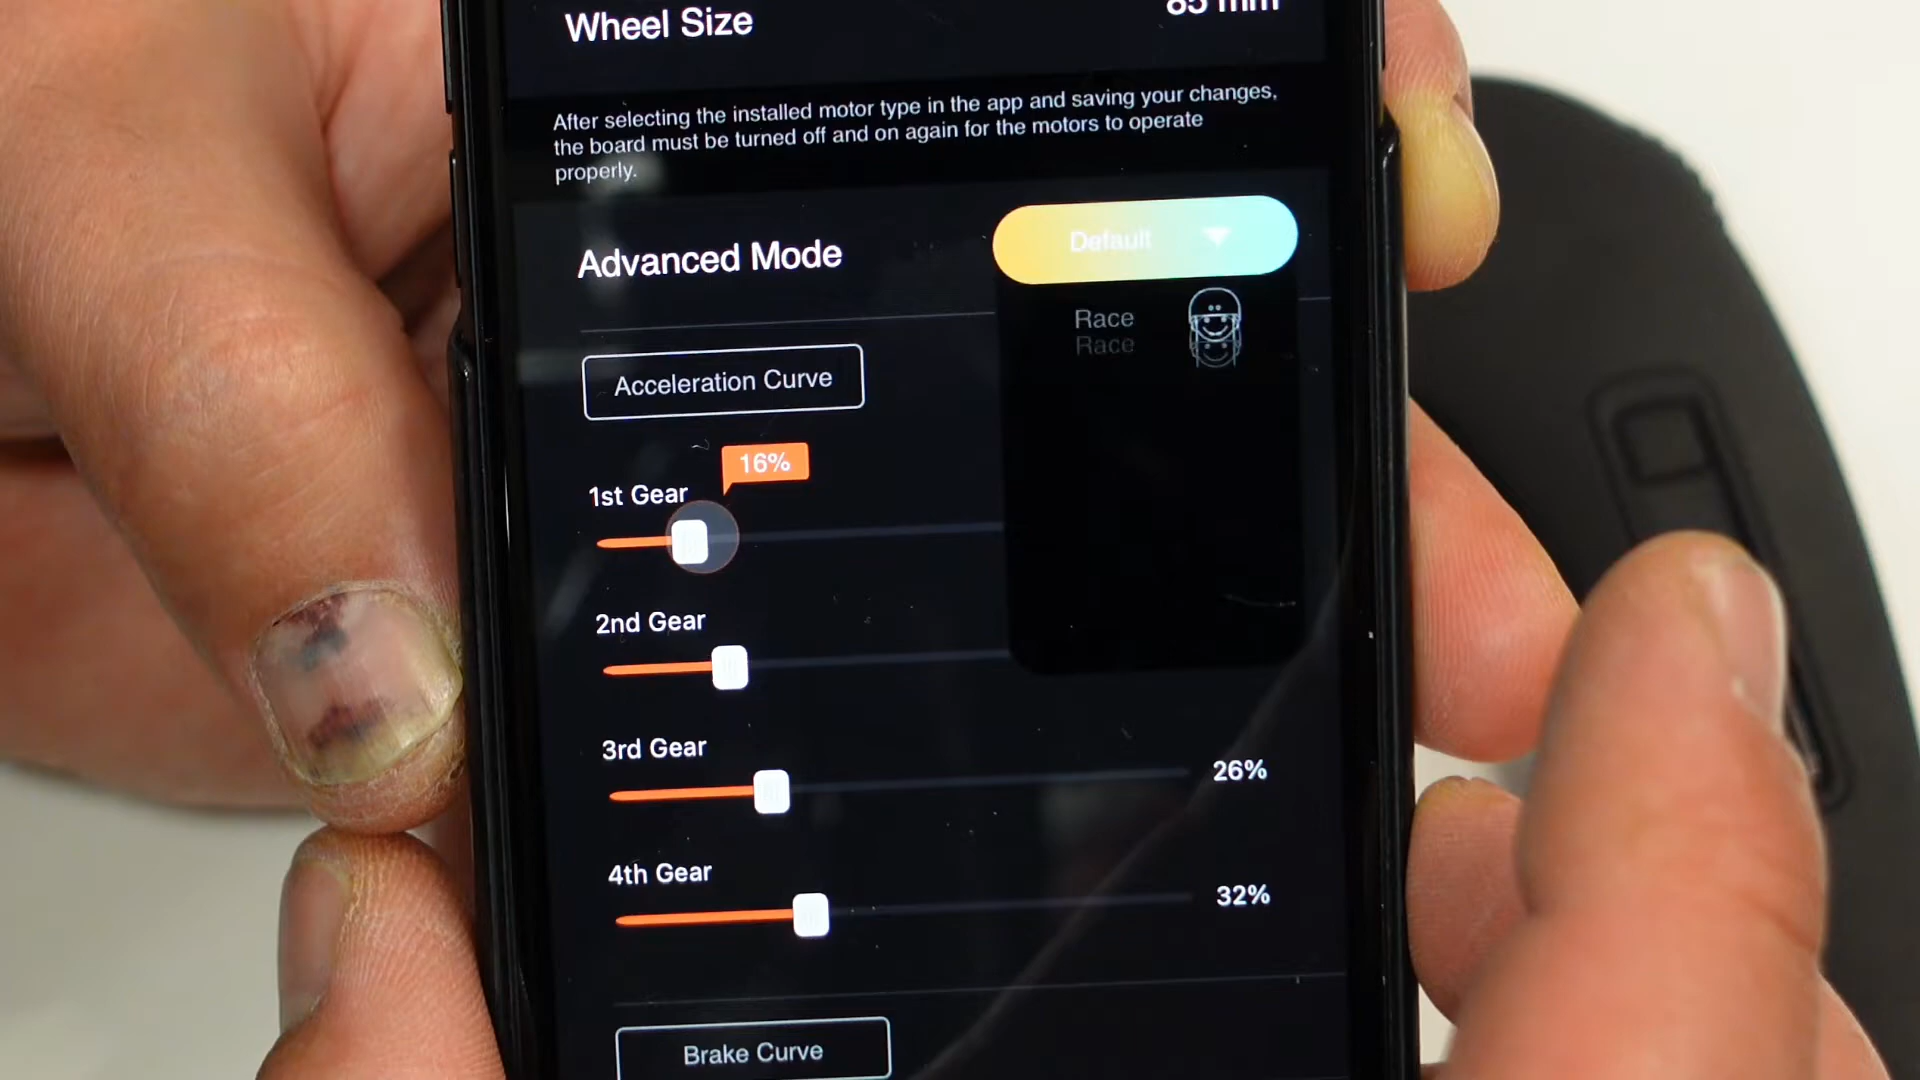 Wheel Size
85 mm
After selecting the installed motor type in the app and saving your changes,
the board must be turned off and on again for the motors to operate
properly.
Advanced Mode
Default
Race
Race
Acceleration Curve
16%
1st Gear
2nd Gear
3rd Gear
26%
4th Gear
32%
Brake Curve